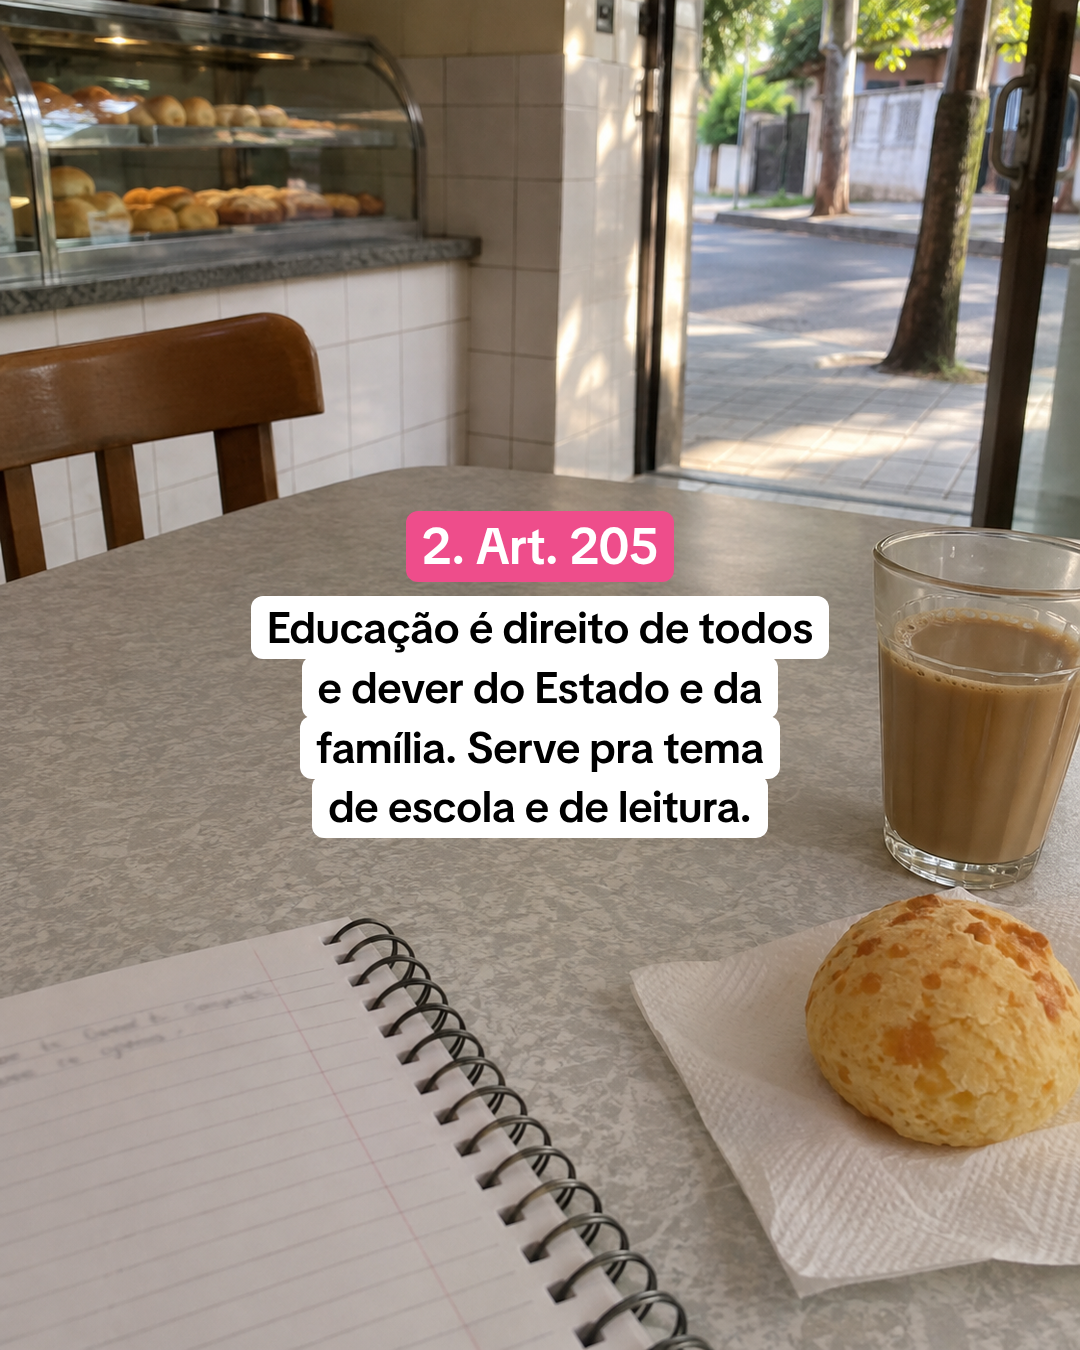 2. Art. 205
Educação é direito de todos
e dever do Estado e da
família. Serve pra tema
de escola e de leitura.